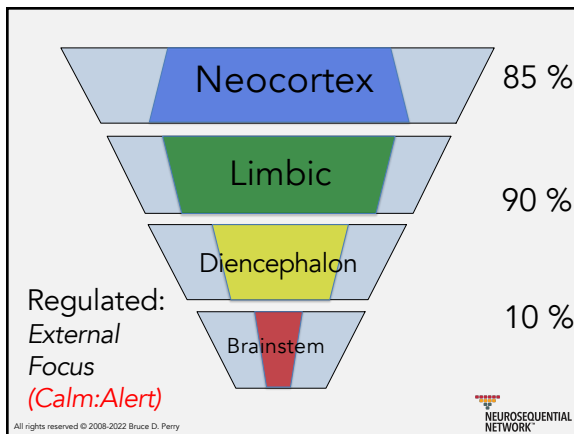 Neocortex
85 %
Limbic
90 %
Diencephalon
10 %
Brainstem
Regulated:
External
Focus
(Calm:Alert)
All rights reserved © 2008-2022 Bruce D. Perry
NEUROSEQUENTIAL
NETWORK™